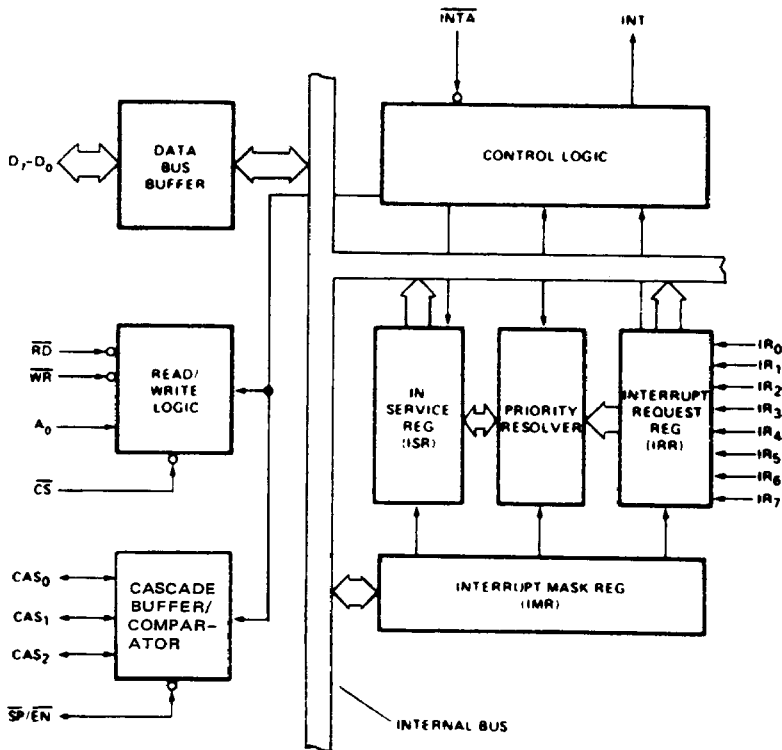 INTA
INT
D7-D0
DATA
BUS
BUFFER
CONTROL LOGIC
RD
WR
A0
CS
READ/
WRITE
LOGIC
IN
SERVICE
REG
(ISR)
PRIORITY
RESOLVER
INTERRUPT
REQUEST
REG
(IRR)
IR0
IR1
IR2
IR3
IR4
IR5
IR6
IR7
CAS0
CAS1
CAS2
SP/EN
CASCADE
BUFFER/
COMPAR-
ATOR
INTERRUPT MASK REG
(IMR)
INTERNAL BUS